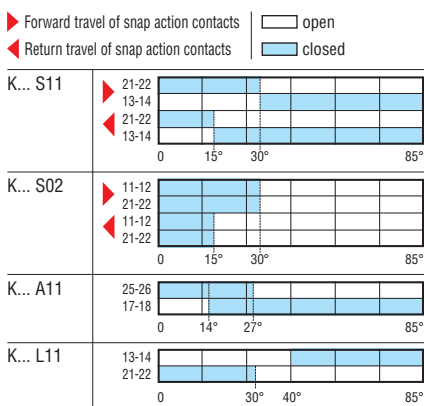 Forward travel of snap action contacts open
Return travel of snap action contacts closed
K... S11 21-22
13-14
21-22
13-14
0 15° 30° 85°
K... S02 11-12
21-22
11-12
21-22
0 15° 30° 85°
K... A11 25-26
17-18
0 14° 27° 85°
K... L11 13-14
21-22
0 30° 40° 85°